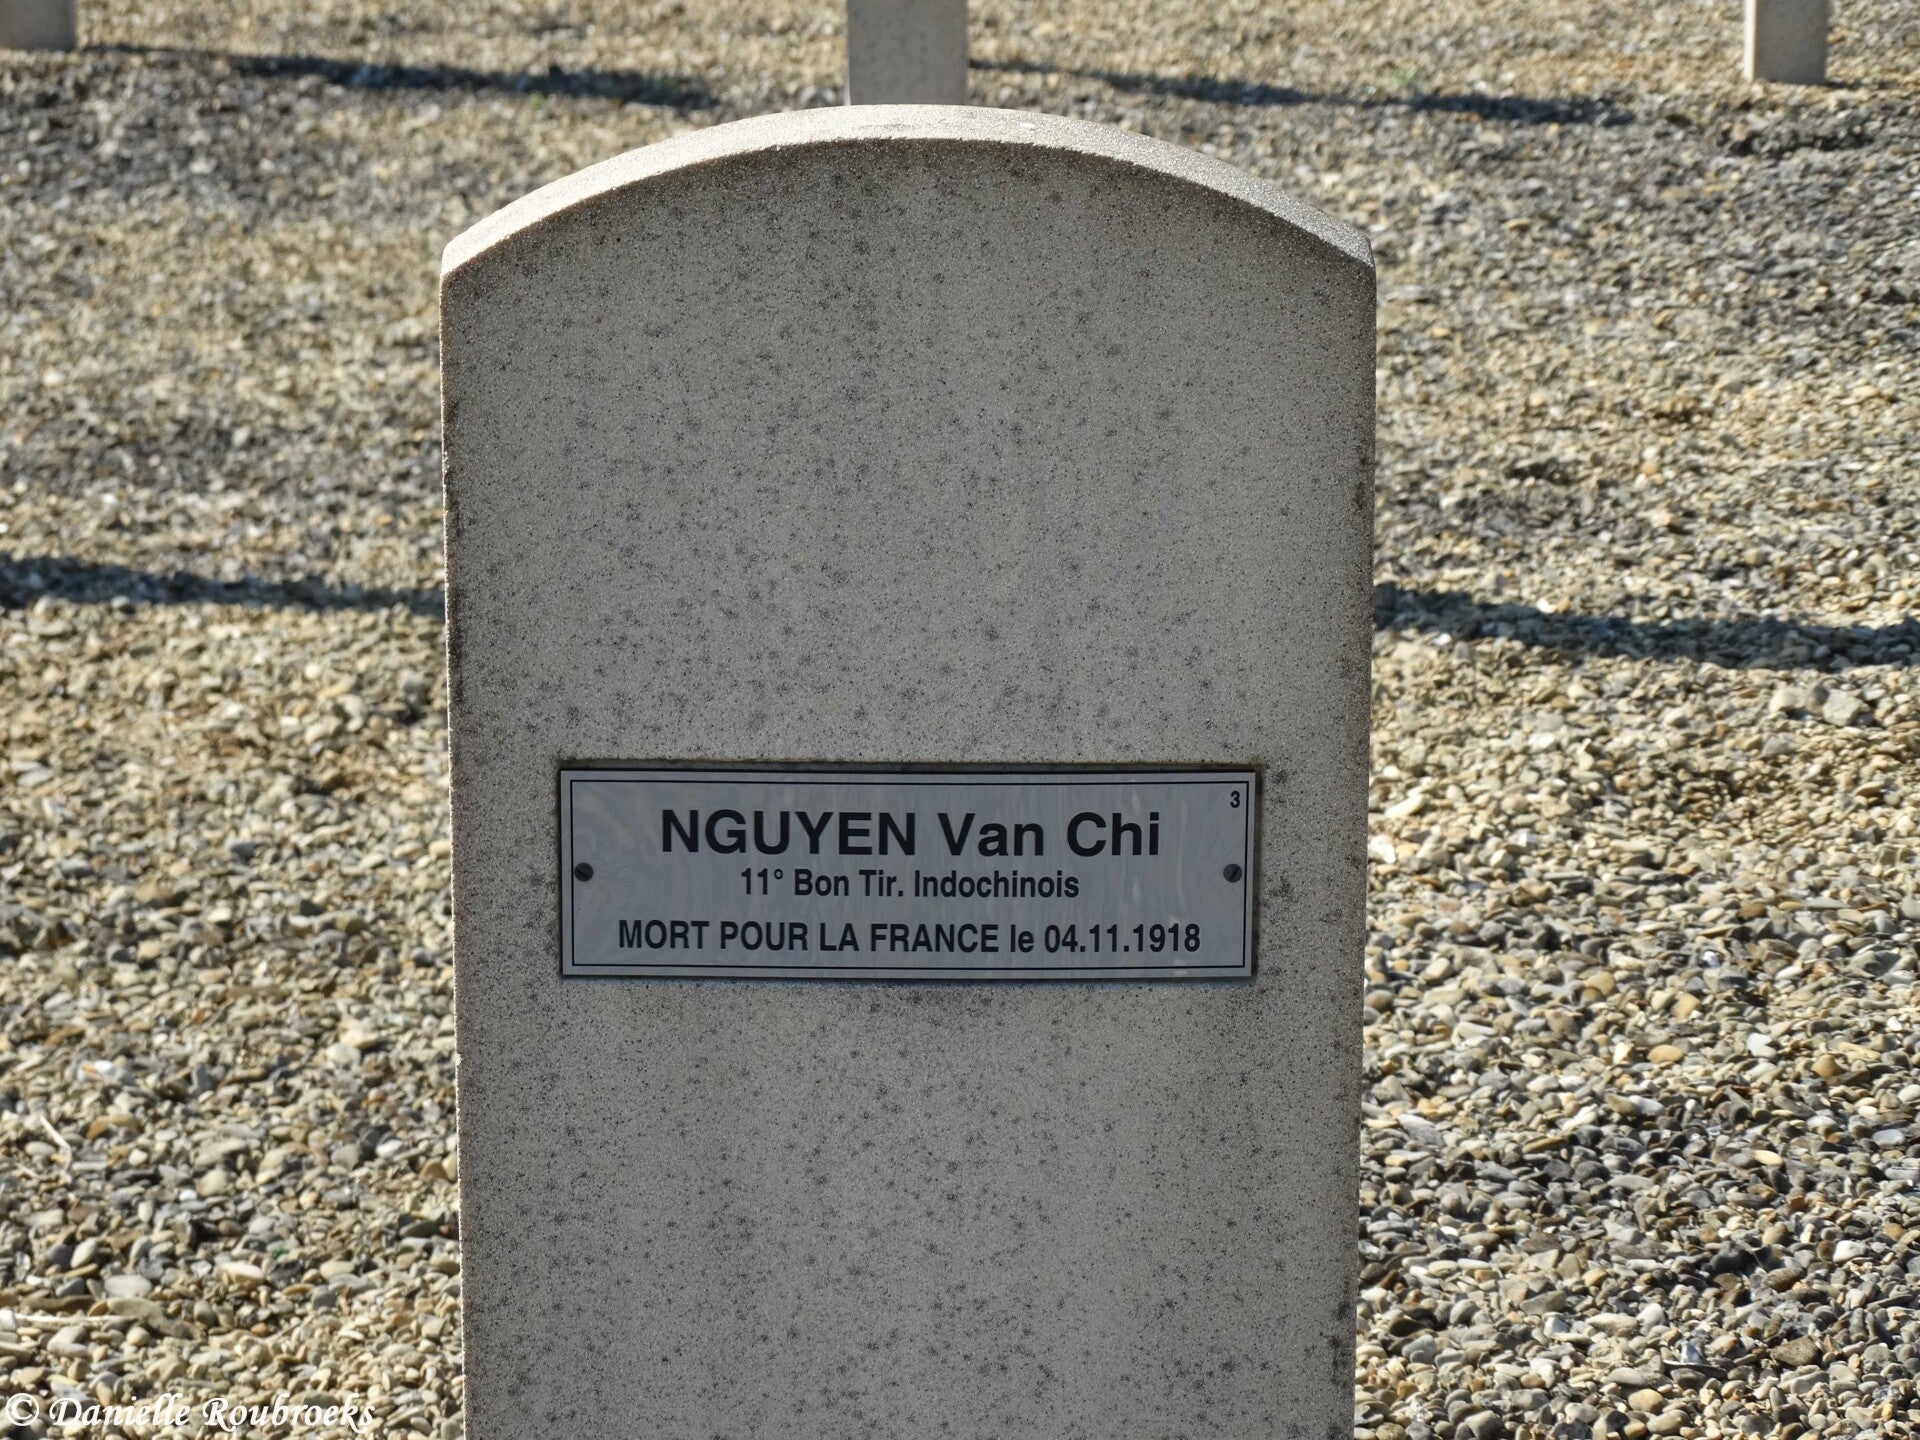 3
NGUYEN Van Chi
11° Bon Tir. Indochinois
MORT POUR LA FRANCE le 04.11.1918
© Danielle Roubroeks